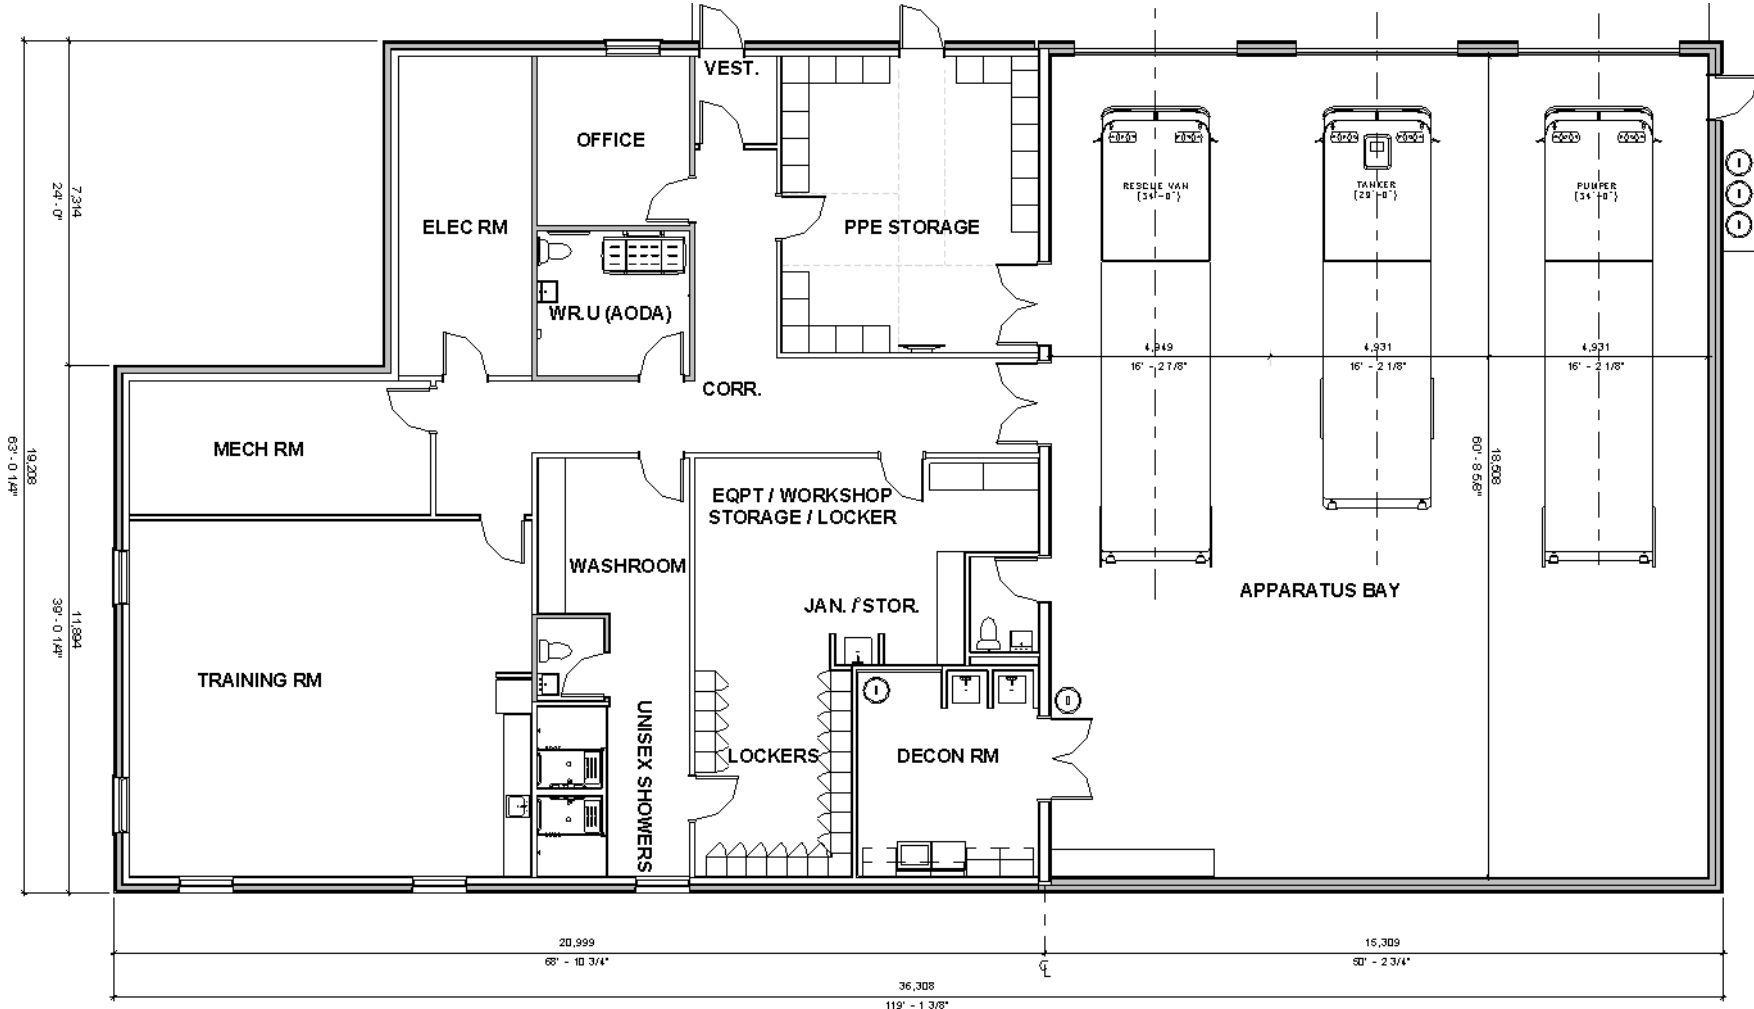 VEST.
OFFICE
ELEC RM
PPE STORAGE
RESCUE VAN
(34'-0")
TANKER
(29'-0")
PUMPER
(34'-0")
7,314
24' - 0"
WR.U (AODA)
4,949
16' - 2 7/8"
4,931
16' - 2 1/8"
4,931
16' - 2 1/8"
CORR.
MECH RM
19,208
63' - 0 1/4"
18,508
60' - 8 5/8"
EQPT / WORKSHOP
STORAGE / LOCKER
WASHROOM
JAN. / STOR.
APPARATUS BAY
11,894
39' - 0 1/4"
TRAINING RM
UNISEX SHOWERS
LOCKERS
DECON RM
20,999
68' - 10 3/4"
15,309
50' - 2 3/4"
36,308
119' - 1 3/8"